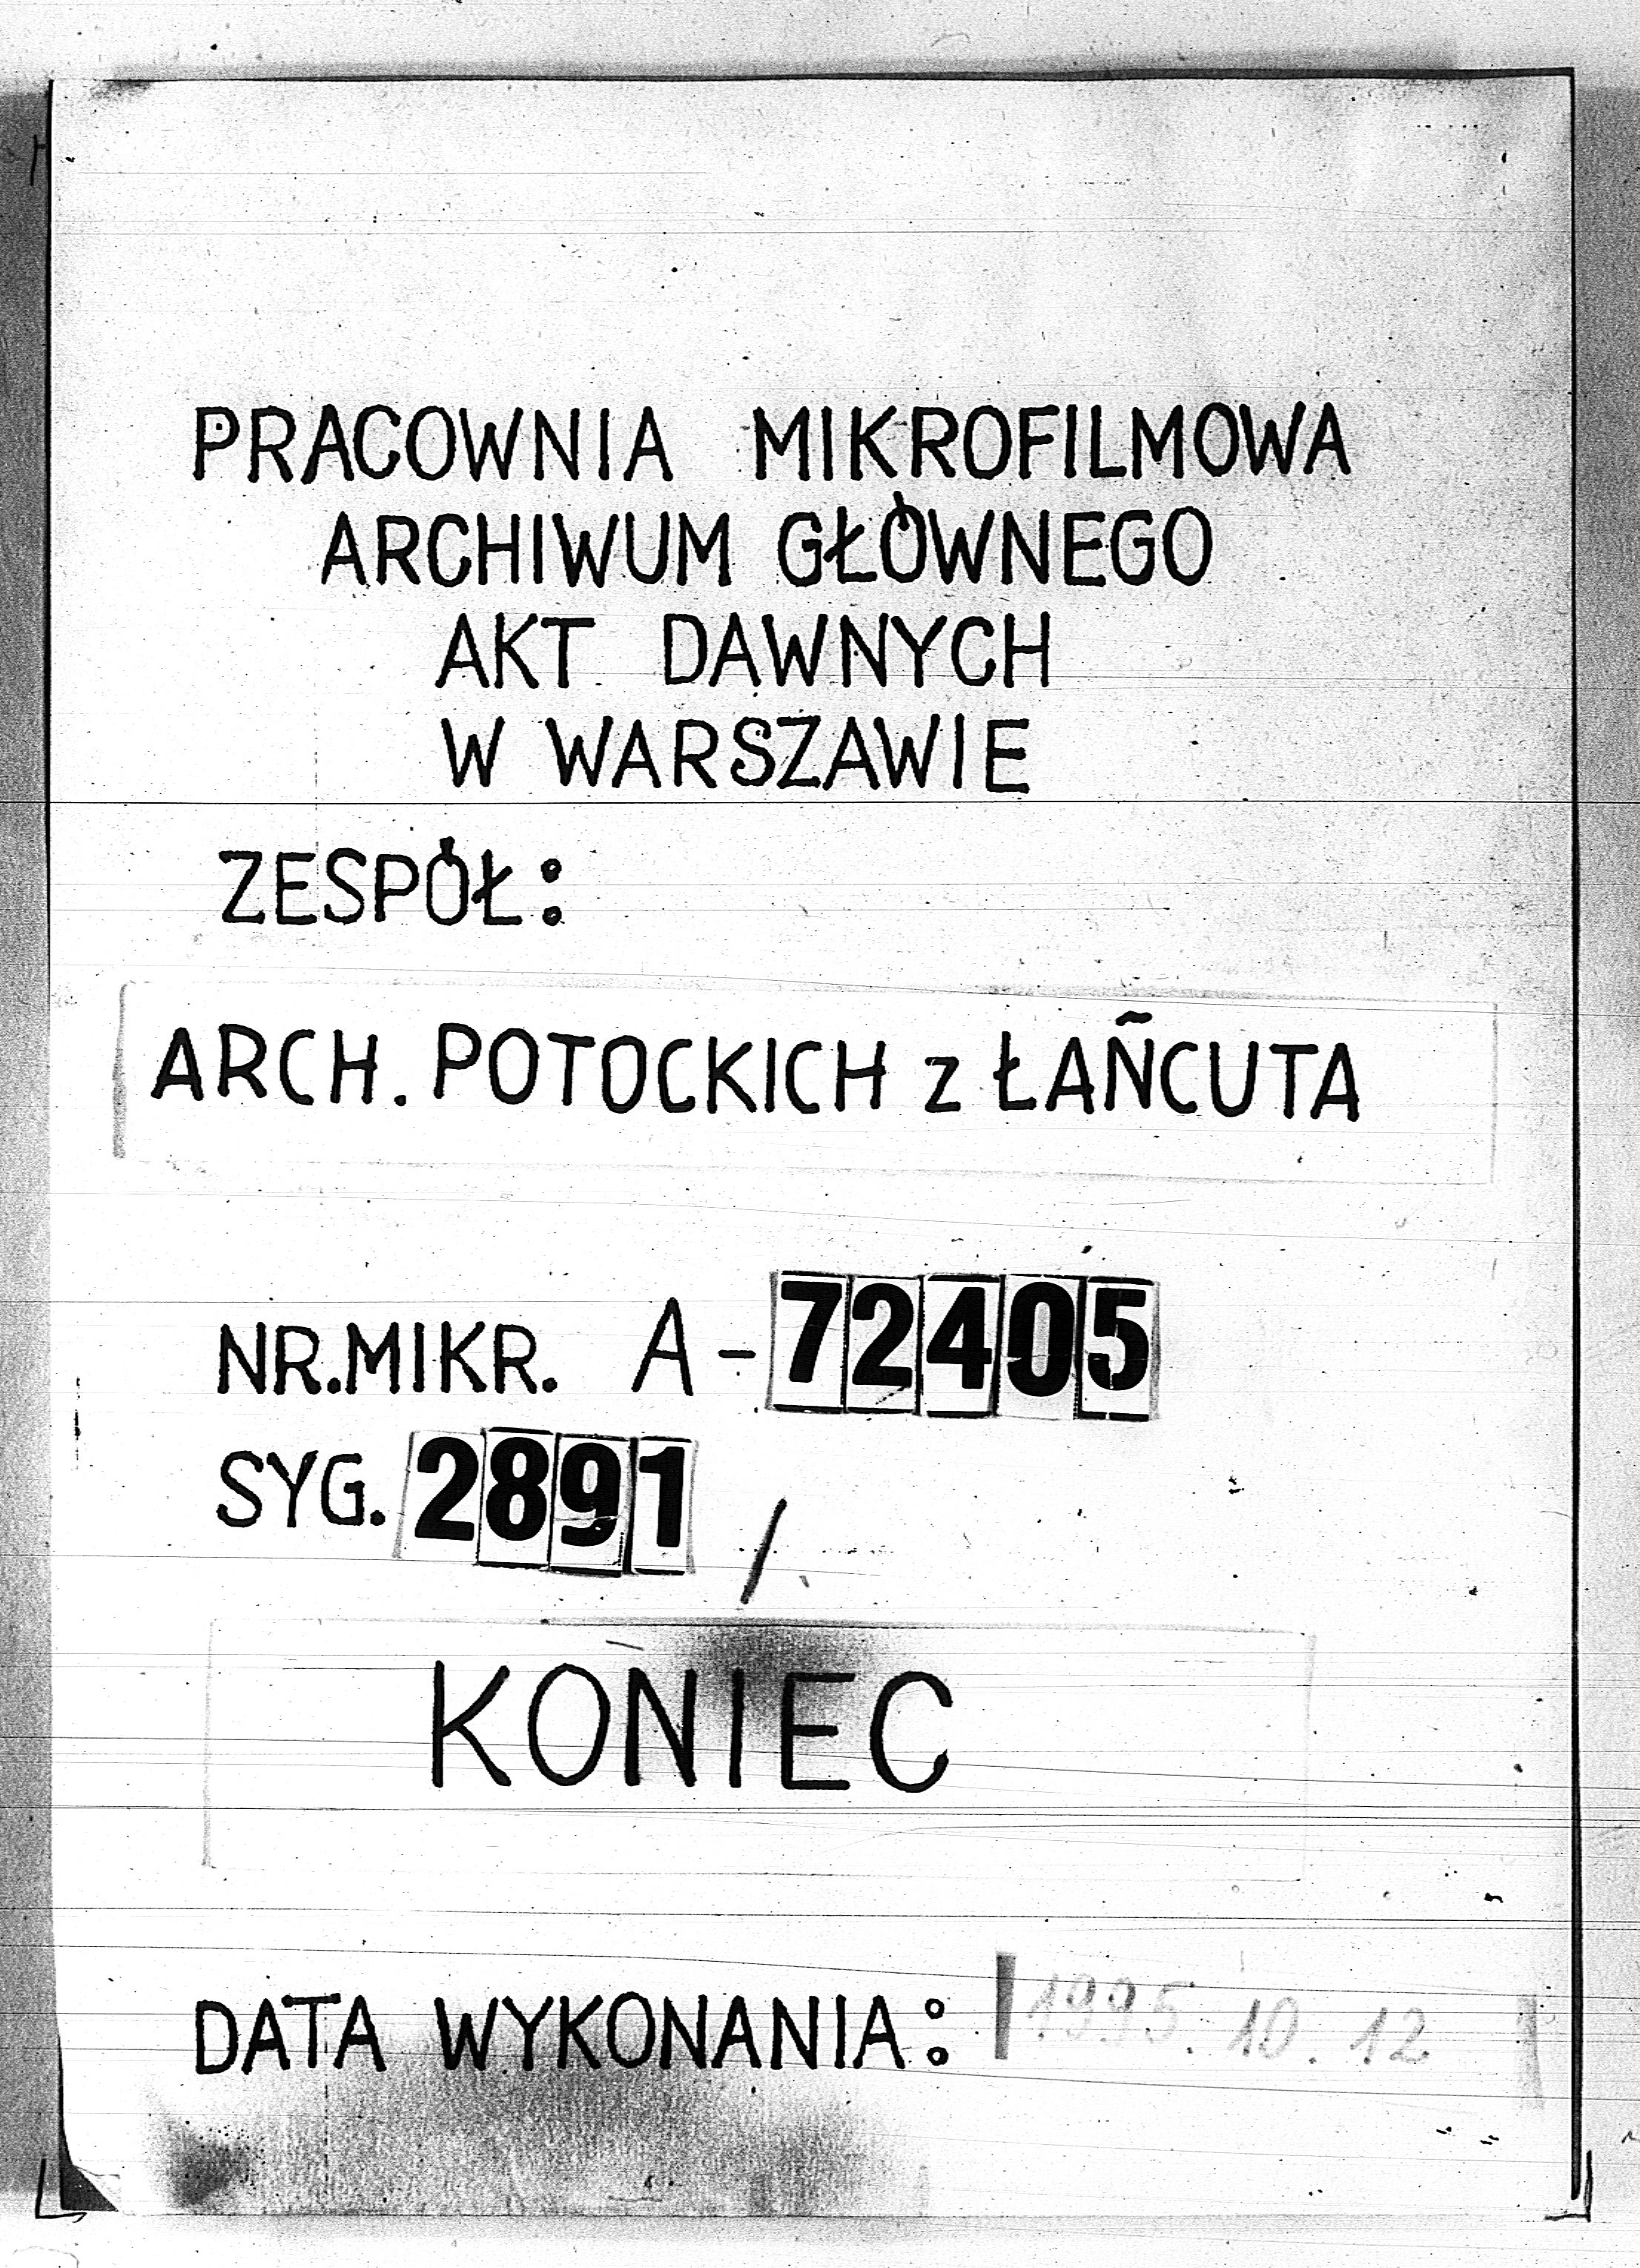 PRACOWNIA MIKROFILMOWA
ARCHIWUM GŁÓWNEGO
AKT DAWNYCH
W WARSZAWIE
ZESPÓŁ:
ARCH. POTOCKICH z ŁAÑCUTA
NR.MIKR. A-72405
SYG. 2891 /
KONIEC
DATA WYKONANIA: 1995.10.12